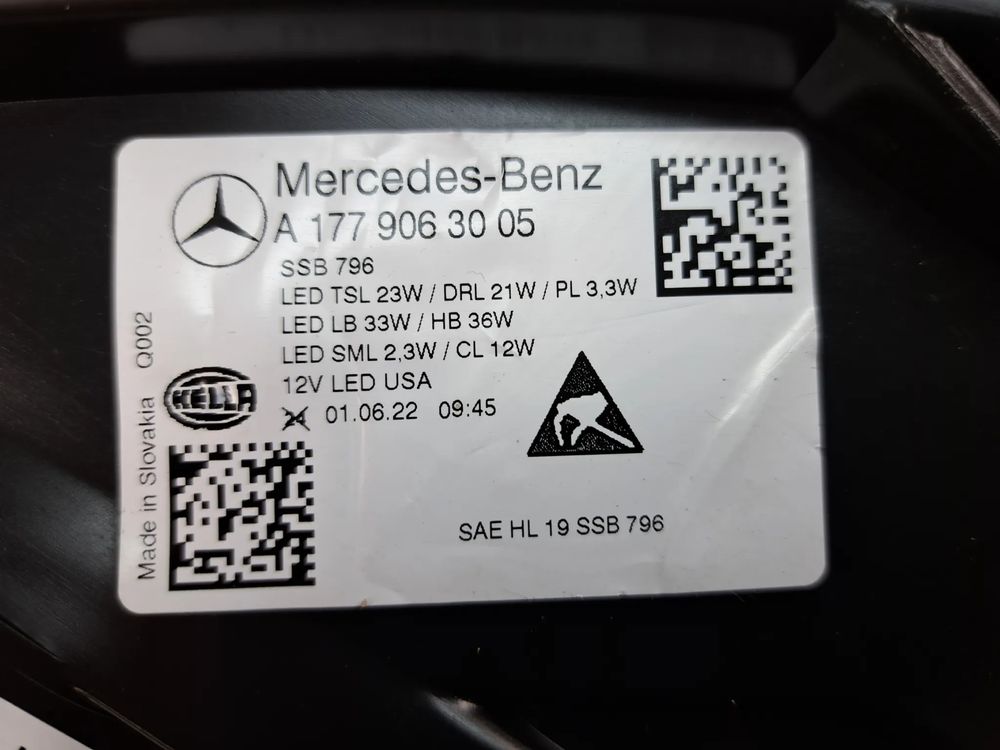 Mercedes-Benz
A 177 906 30 05
SSB 796
LED TSL 23W / DRL 21W / PL 3,3W
LED LB 33W / HB 36W
LED SML 2,3W / CL 12W
12V LED USA
01.06.22 09:45
HELLA
Made in Slovakia Q002
SAE HL 19 SSB 796